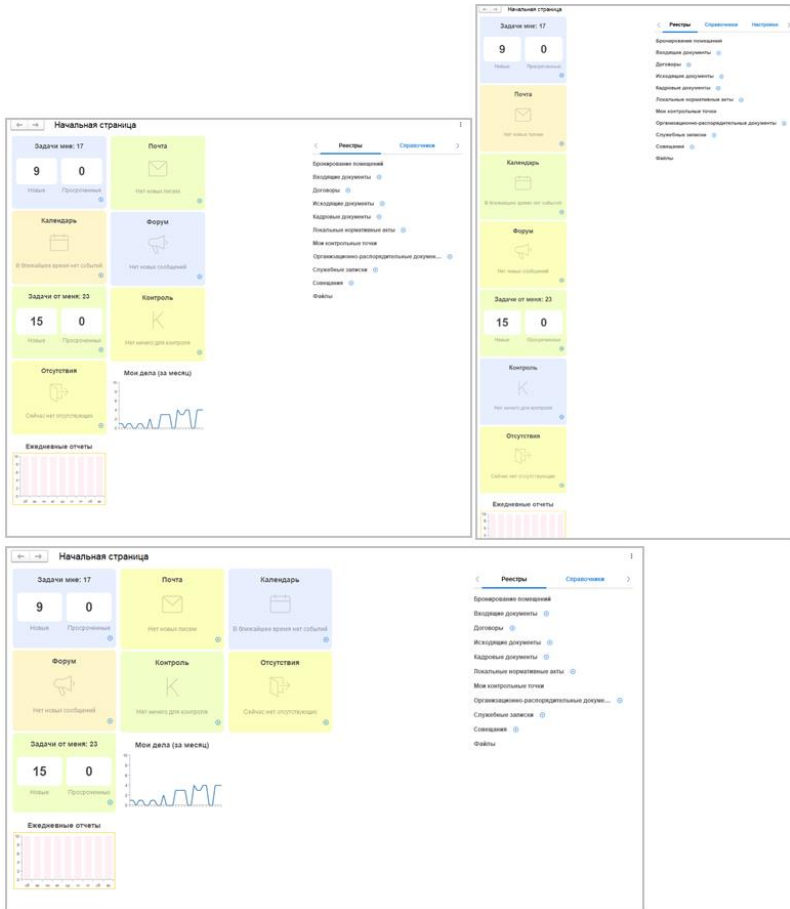 Начальная страница
Задачи мне: 17
9
0
Новые
Просроченные
Почта
Нет новых писем
Календарь
В ближайшее время нет событий
Форум
Нет новых сообщений
Задачи от меня: 23
15
0
Новые
Просроченные
Контроль
Нет ничего для контроля
Отсутствия
Сейчас нет отсутствующих
Мои дела (за месяц)
Ежедневные отчеты
Реестры
Справочники
Бронирование помещений
Входящие документы
Договоры
Исходящие документы
Кадровые документы
Локальные нормативные акты
Мои контрольные точки
Организационно-распорядительные докумен...
Служебные записки
Совещания
Файлы
Начальная страница
Задачи мне: 17
9
0
Новые
Просроченные
Почта
Нет новых писем
Календарь
В ближайшее время нет событий
Форум
Нет новых сообщений
Задачи от меня: 23
15
0
Новые
Просроченные
Контроль
Нет ничего для контроля
Отсутствия
Сейчас нет отсутствующих
Ежедневные отчеты
Реестры
Справочники
Настройки
Бронирование помещений
Входящие документы
Договоры
Исходящие документы
Кадровые документы
Локальные нормативные акты
Мои контрольные точки
Организационно-распорядительные документы
Служебные записки
Совещания
Файлы
Начальная страница
Задачи мне: 17
9
0
Новые
Просроченные
Почта
Нет новых писем
Календарь
В ближайшее время нет событий
Форум
Нет новых сообщений
Контроль
Нет ничего для контроля
Отсутствия
Сейчас нет отсутствующих
Задачи от меня: 23
15
0
Новые
Просроченные
Мои дела (за месяц)
Ежедневные отчеты
Реестры
Справочники
Бронирование помещений
Входящие документы
Договоры
Исходящие документы
Кадровые документы
Локальные нормативные акты
Мои контрольные точки
Организационно-распорядительные докуме...
Служебные записки
Совещания
Файлы